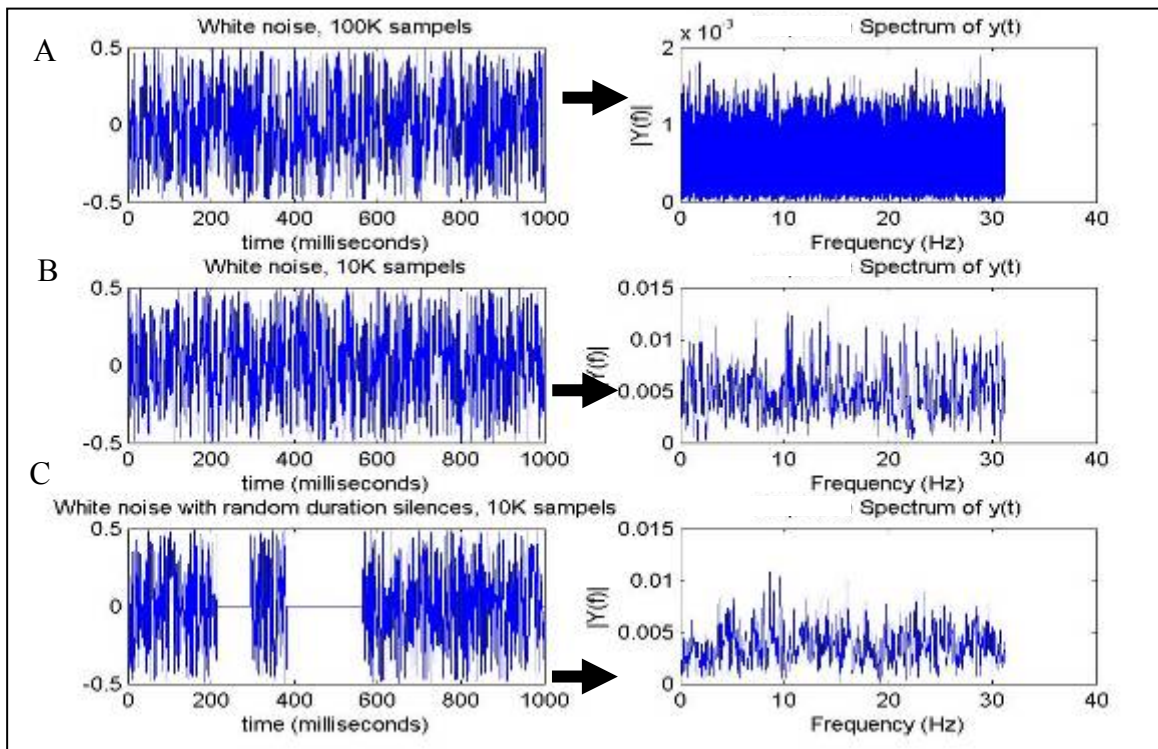 A
White noise, 100K sampels
0.5
0
-0.5
0 200 400 600 800 1000
time (milliseconds)
Spectrum of y(t)
x 10⁻³
2
1
0
|Y(f)|
0 10 20 30 40
Frequency (Hz)
B
White noise, 10K sampels
0.5
0
-0.5
0 200 400 600 800 1000
time (milliseconds)
Spectrum of y(t)
0.015
0.01
0.005
0
Y(f)|
0 10 20 30 40
Frequency (Hz)
C
White noise with random duration silences, 10K sampels
0.5
0
-0.5
0 200 400 600 800 1000
time (milliseconds)
Spectrum of y(t)
0.015
0.01
0.005
0
|Y(f)|
0 10 20 30 40
Frequency (Hz)